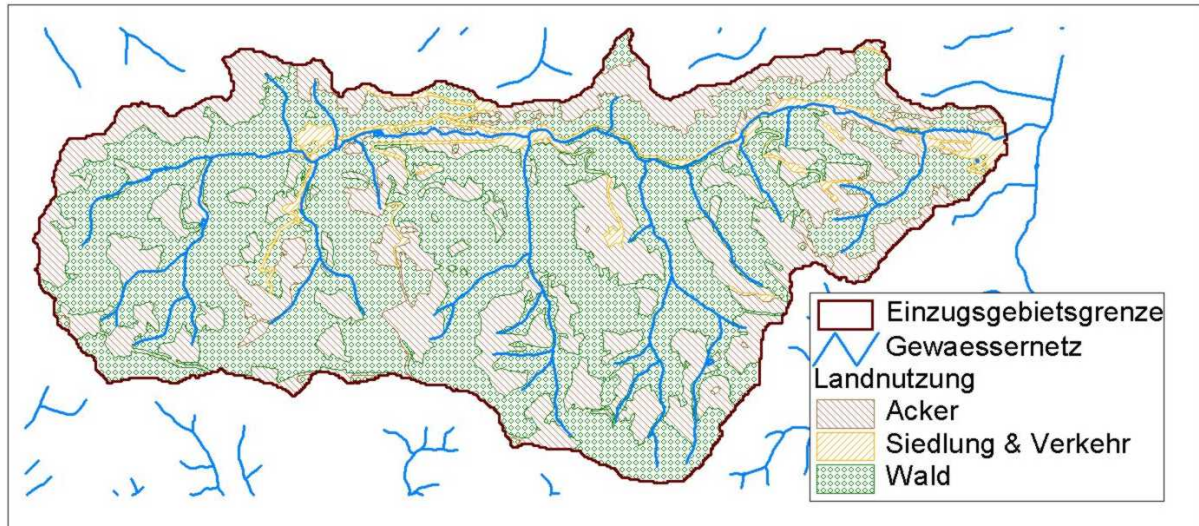 Einzugsgebietsgrenze
Gewaessernetz
Landnutzung
Acker
Siedlung & Verkehr
Wald